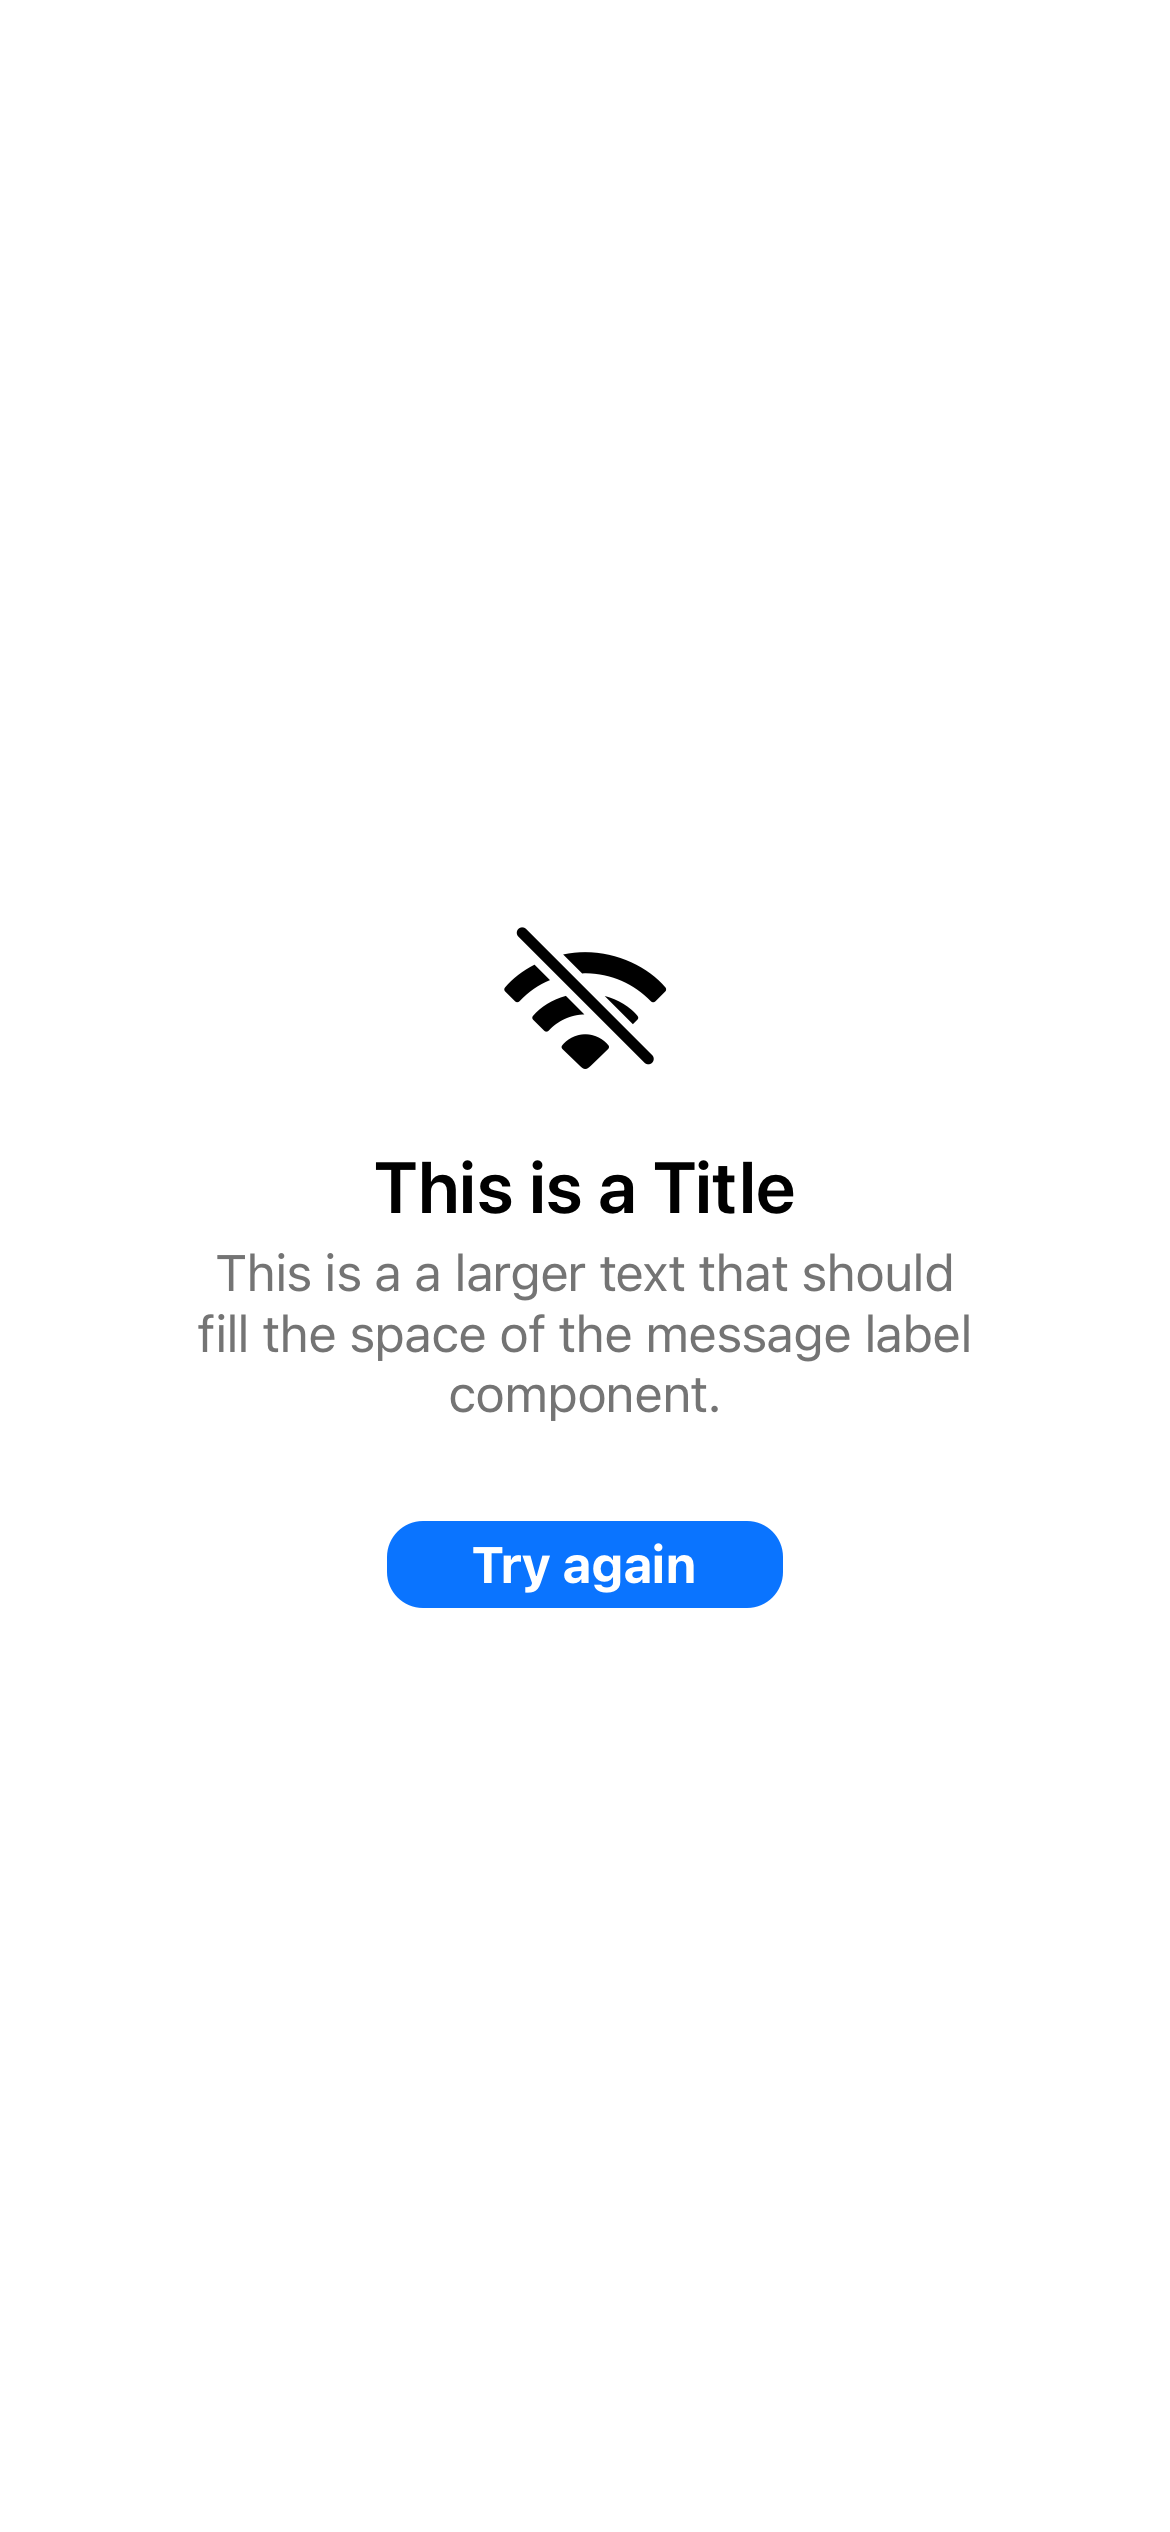 This is a Title
This is a a larger text that should
fill the space of the message label
component.
Try again